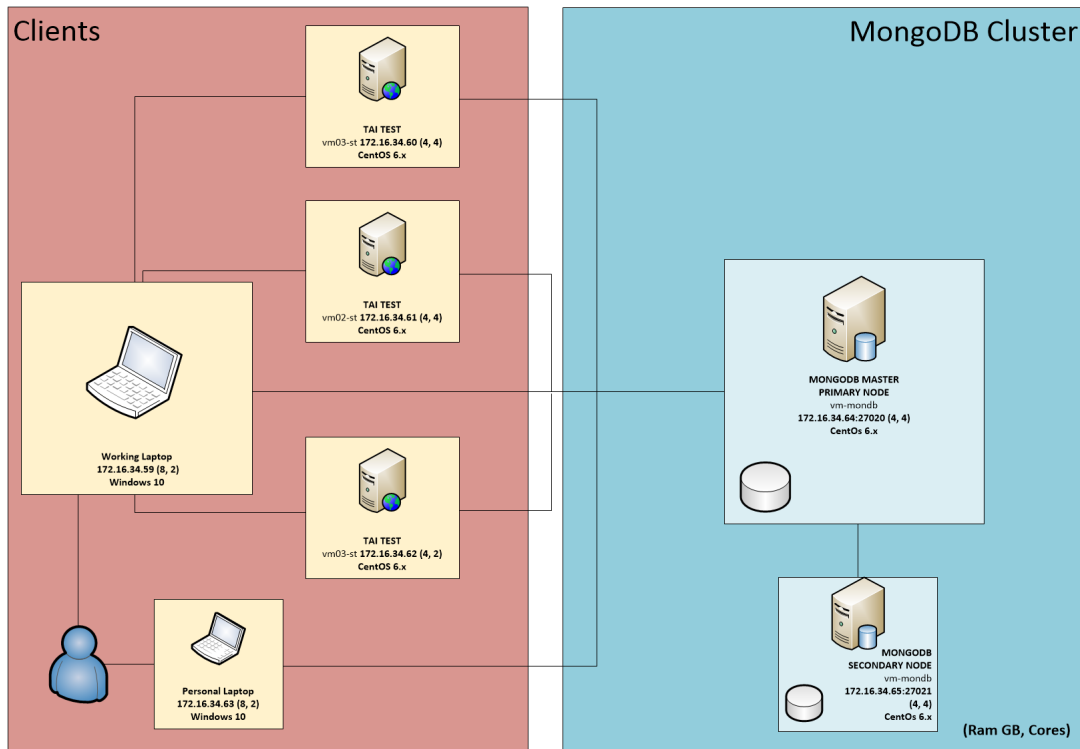 Clients
MongoDB Cluster
TAI TEST
vm03-st 172.16.34.60 (4, 4)
CentOS 6.x
TAI TEST
vm02-st 172.16.34.61 (4, 4)
CentOS 6.x
Working Laptop
172.16.34.59 (8, 2)
Windows 10
MONGODB MASTER
PRIMARY NODE
vm-mondb
172.16.34.64:27020 (4, 4)
CentOs 6.x
TAI TEST
vm03-st 172.16.34.62 (4, 2)
CentOS 6.x
Personal Laptop
172.16.34.63 (8, 2)
Windows 10
MONGODB
SECONDARY NODE
vm-mondb
172.16.34.65:27021
(4, 4)
CentOs 6.x
(Ram GB, Cores)